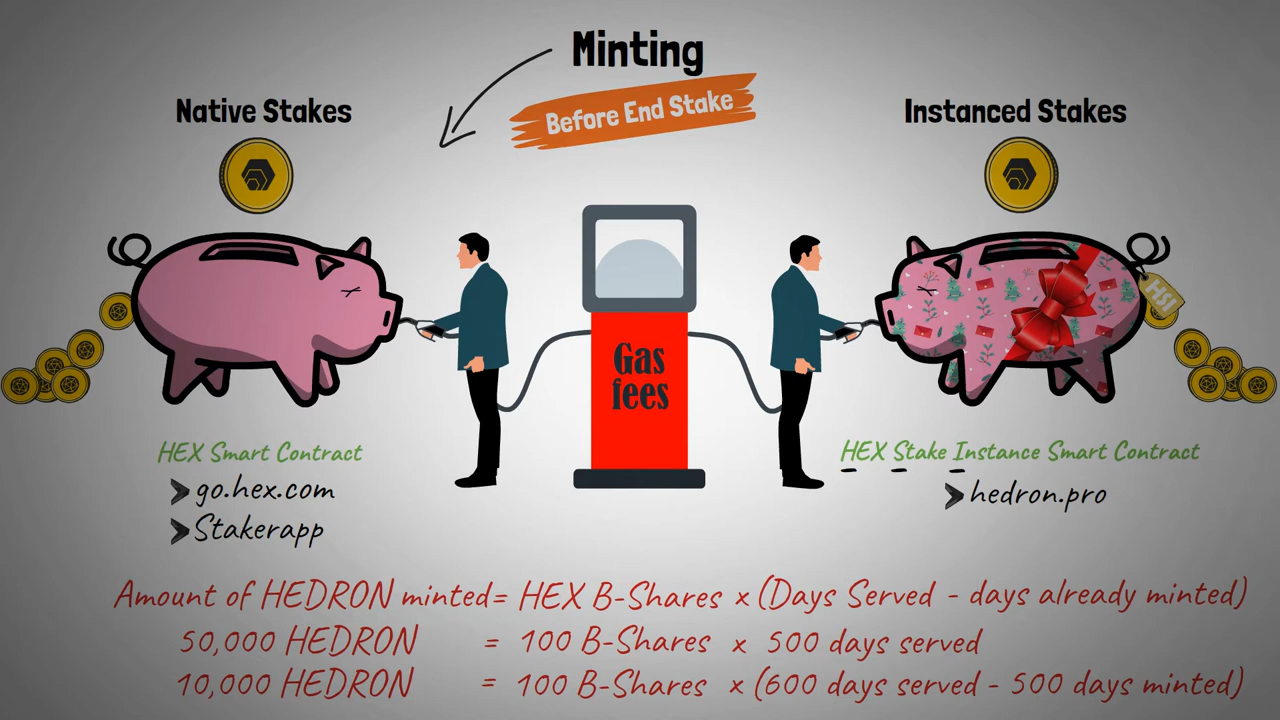 Minting
Before End Stake
Native Stakes
Instanced Stakes
HSI
Gas
fees
HEX Smart Contract
go.hex.com
Stakerapp
HEX Stake Instance Smart Contract
hedron.pro
Amount of HEDRON minted= HEX B-Shares x (Days Served - days already minted)
50,000 HEDRON = 100 B-Shares x 500 days served
10,000 HEDRON = 100 B-Shares x (600 days served - 500 days minted)